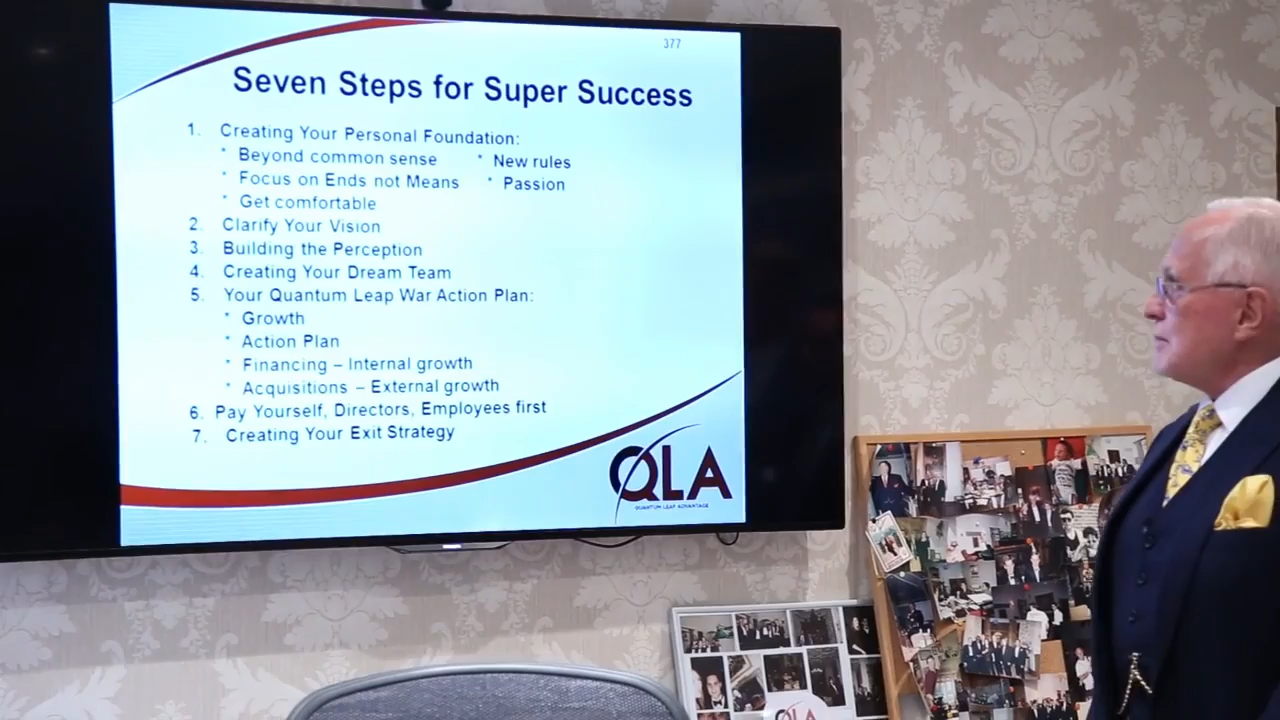 377
Seven Steps for Super Success
1. Creating Your Personal Foundation:
* Beyond common sense * New rules
* Focus on Ends not Means * Passion
* Get comfortable
2. Clarify Your Vision
3. Building the Perception
4. Creating Your Dream Team
5. Your Quantum Leap War Action Plan:
* Growth
* Action Plan
* Financing – Internal growth
* Acquisitions – External growth
6. Pay Yourself, Directors, Employees first
7. Creating Your Exit Strategy
QLA
QUANTUM LEAP ADVANTAGE
QLA